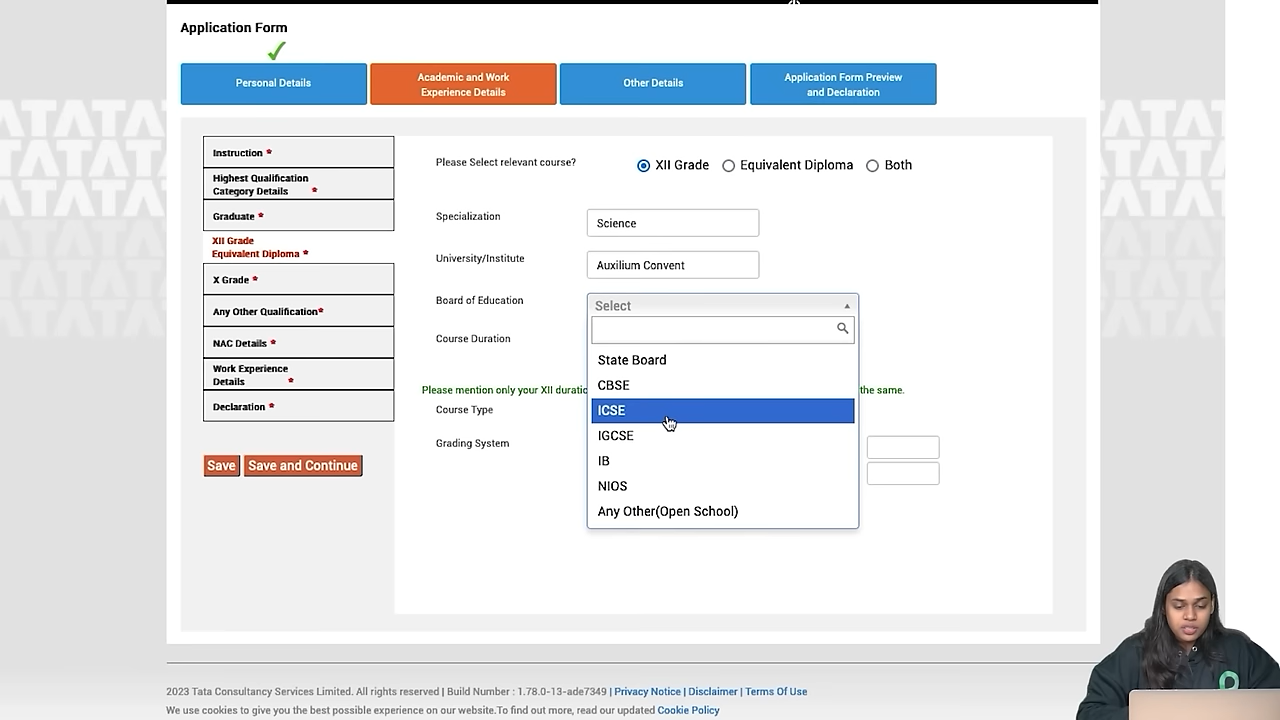 Application Form
Personal Details
Academic and Work
Experience Details
Other Details
Application Form Preview
and Declaration
Instruction *
Highest Qualification
Category Details *
Graduate *
XII Grade
Equivalent Diploma *
X Grade *
Any Other Qualification*
NAC Details *
Work Experience
Details *
Declaration *
Save
Save and Continue
Please Select relevant course?
XII Grade
Equivalent Diploma
Both
Specialization
Science
University/Institute
Auxilium Convent
Board of Education
Select
Course Duration
State Board
CBSE
Please mention only your XII duratio
the same.
Course Type
ICSE
Grading System
IGCSE
IB
NIOS
Any Other(Open School)
2023 Tata Consultancy Services Limited. All rights reserved | Build Number : 1.78.0-13-ade7349 | Privacy Notice | Disclaimer | Terms Of Use
We use cookies to give you the best possible experience on our website.To find out more, read our updated Cookie Policy